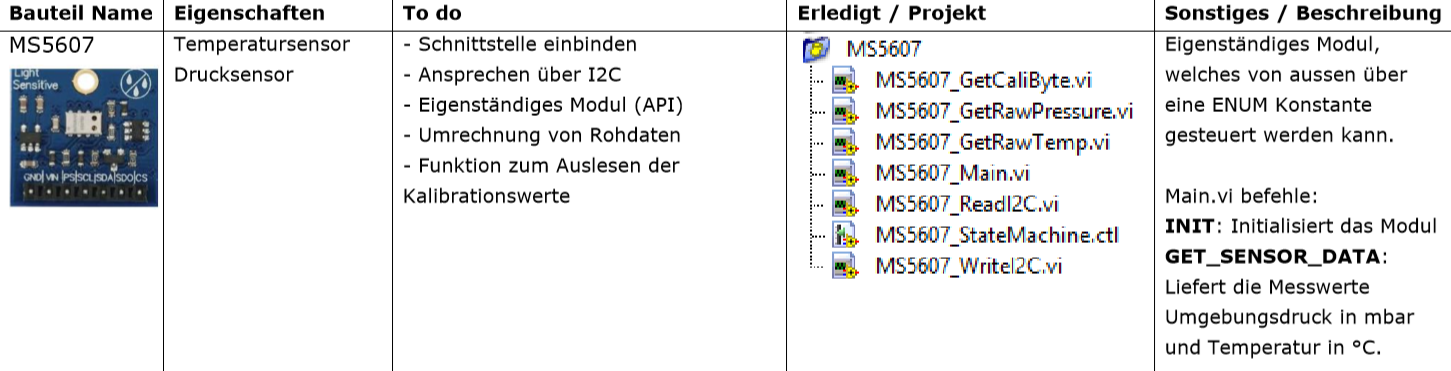 Bauteil Name
Eigenschaften
To do
Erledigt / Projekt
Sonstiges / Beschreibung
MS5607
Light
Sensitive
GND VIN PS SCL SDA SDO CS
Temperatursensor
Drucksensor
- Schnittstelle einbinden
- Ansprechen über I2C
- Eigenständiges Modul (API)
- Umrechnung von Rohdaten
- Funktion zum Auslesen der
Kalibrationswerte
MS5607
MS5607_GetCaliByte.vi
MS5607_GetRawPressure.vi
MS5607_GetRawTemp.vi
MS5607_Main.vi
MS5607_ReadI2C.vi
MS5607_StateMachine.ctl
MS5607_WriteI2C.vi
Eigenständiges Modul,
welches von aussen über
eine ENUM Konstante
gesteuert werden kann.
Main.vi befehle:
INIT: Initialisiert das Modul
GET_SENSOR_DATA:
Liefert die Messwerte
Umgebungsdruck in mbar
und Temperatur in °C.